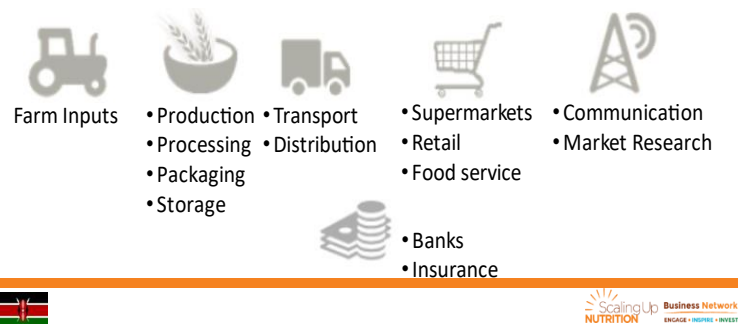 Farm Inputs
• Production
• Processing
• Packaging
• Storage
• Transport
• Distribution
• Supermarkets
• Retail
• Food service
• Communication
• Market Research
• Banks
• Insurance
Scaling Up
NUTRITION
Business Network
ENGAGE • INSPIRE • INVEST